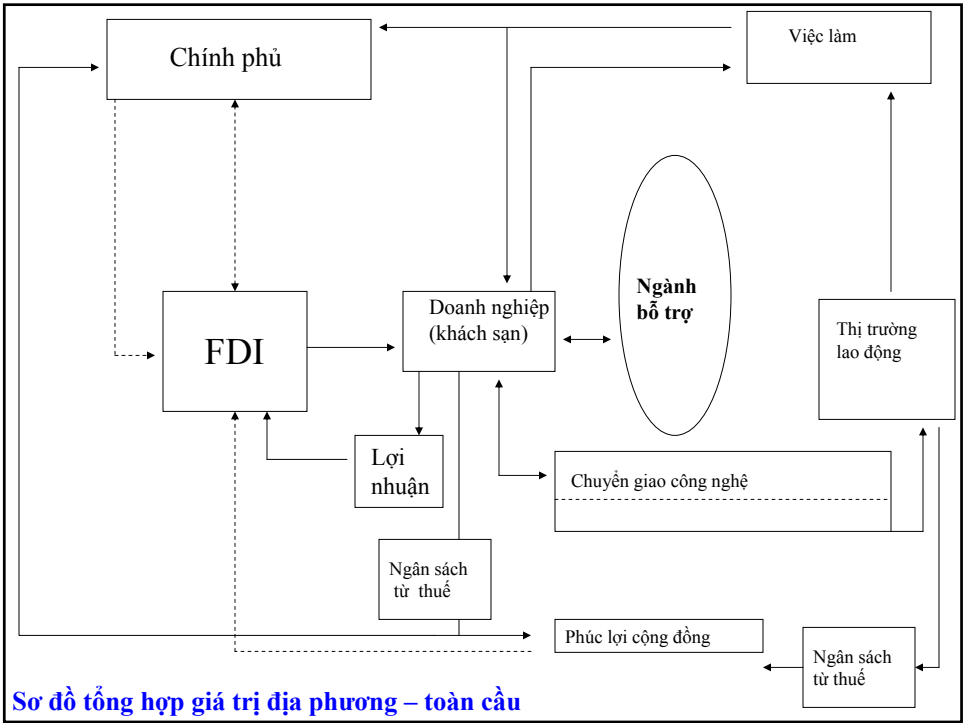 Chính phủ
Việc làm
Ngành
bỗ trợ
Doanh nghiệp
(khách sạn)
FDI
Thị trường
lao động
Lợi
nhuận
Chuyển giao công nghệ
Ngân sách
từ thuế
Phúc lợi cộng đồng
Ngân sách
từ thuế
Sơ đồ tổng hợp giá trị địa phương – toàn cầu